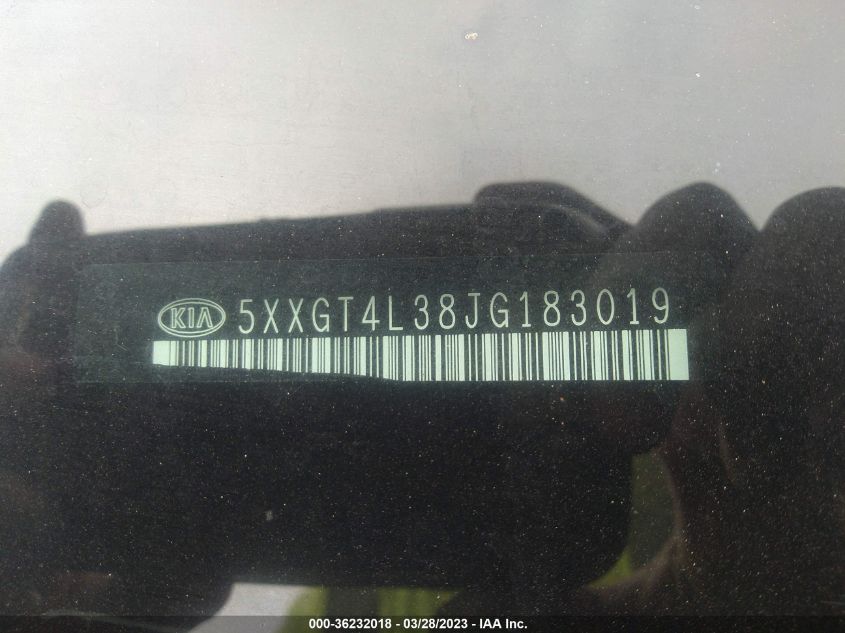 KIA 5XXGT4L38JG183019
000-36232018 - 03/28/2023 - IAA Inc.